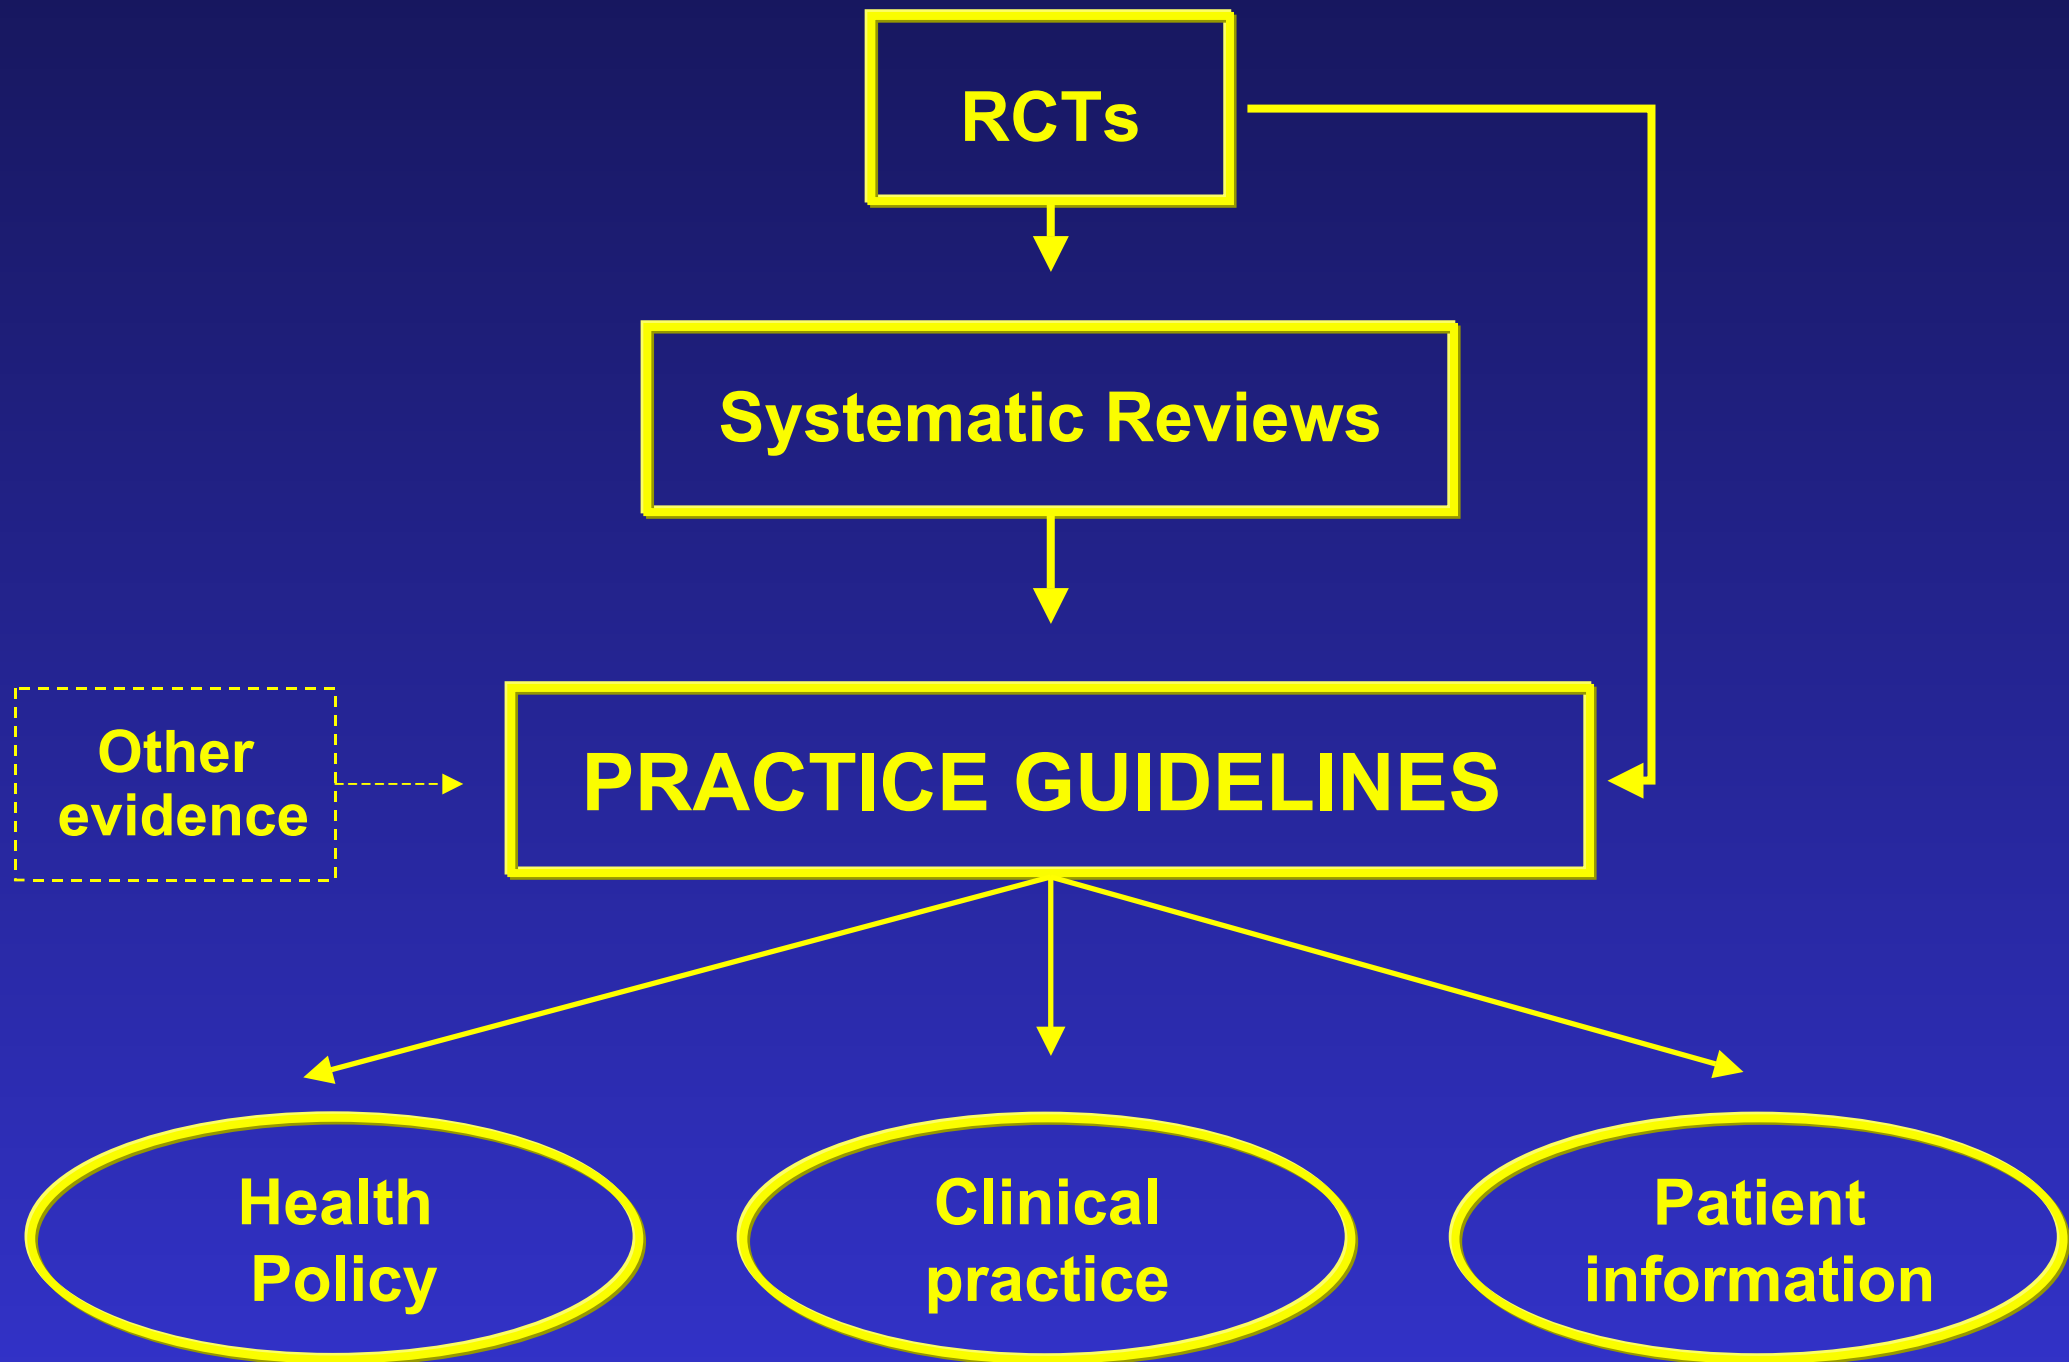 RCTs
Systematic Reviews
Other
evidence
PRACTICE GUIDELINES
Health
Policy
Clinical
practice
Patient
information